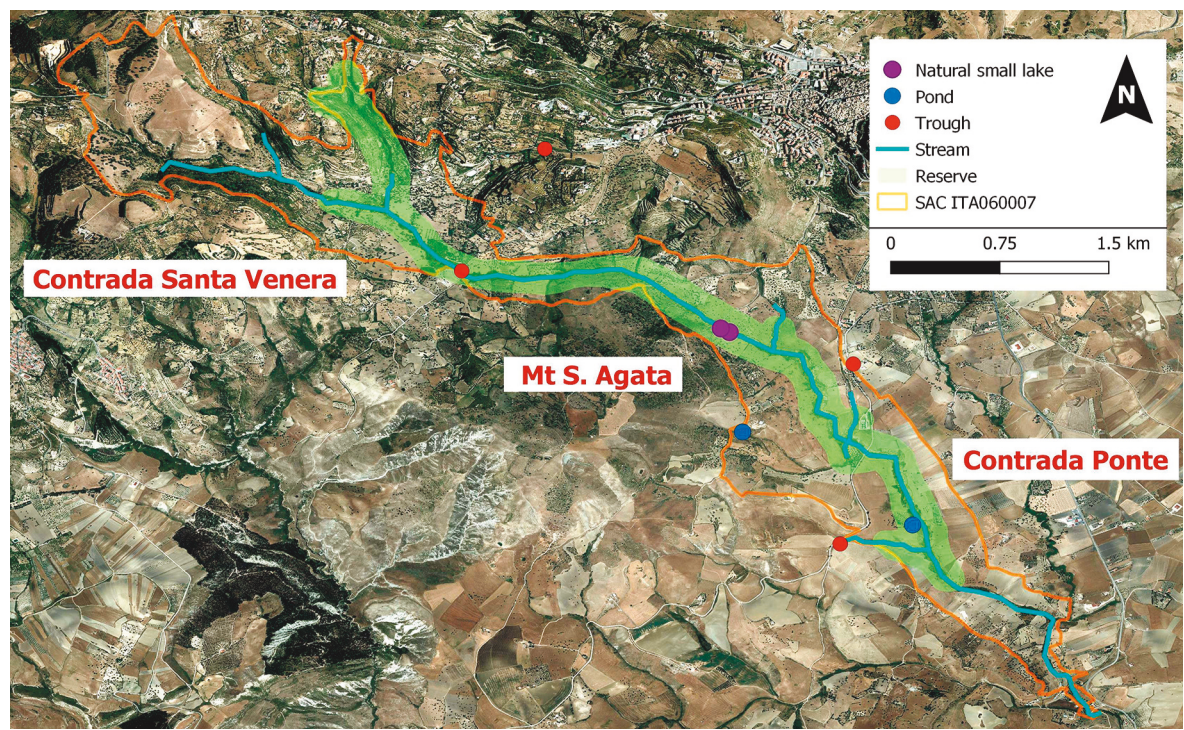 Natural small lake
Pond
Trough
Stream
Reserve
SAC ITA060007
N
0 0.75 1.5 km
Contrada Santa Venera
Mt S. Agata
Contrada Ponte